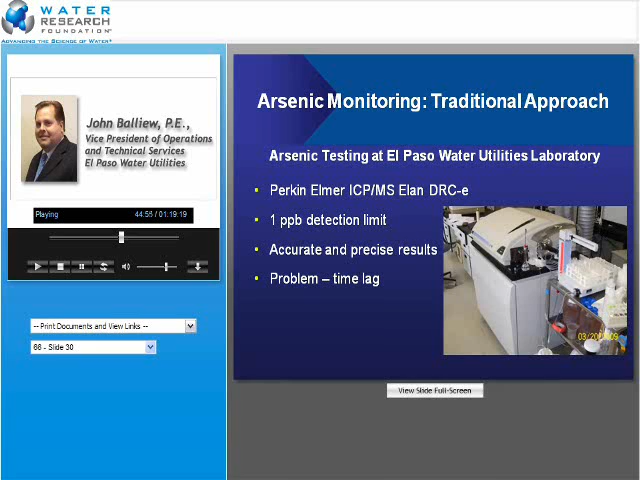 WATER
RESEARCH
FOUNDATION
ADVANCING THE SCIENCE OF WATER
John Balliew, P.E.,
Vice President of Operations
and Technical Services
El Paso Water Utilities
Playing 44:56 / 01:19:19
-- Print Documents and View Links --
66 - Slide 30
Arsenic Monitoring: Traditional Approach
Arsenic Testing at El Paso Water Utilities Laboratory
• Perkin Elmer ICP/MS Elan DRC-e
• 1 ppb detection limit
• Accurate and precise results
• Problem – time lag
View Slide Full-Screen